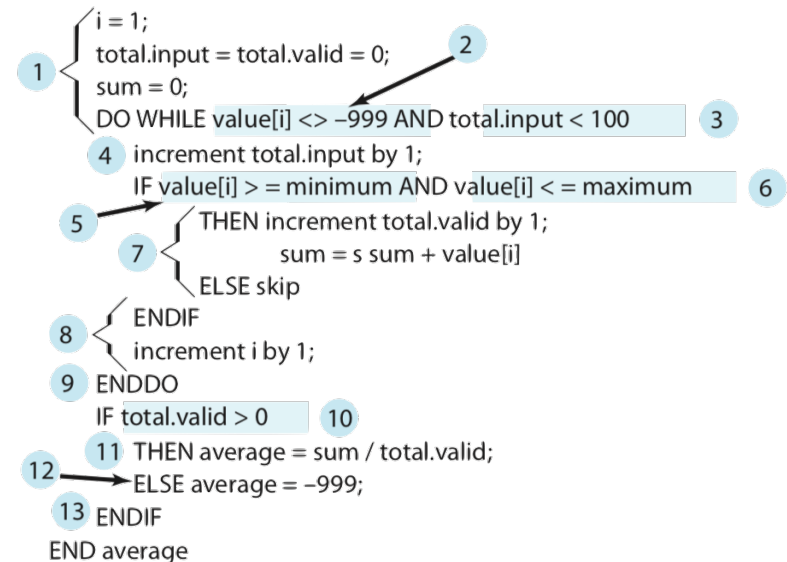 i = 1;
total.input = total.valid = 0;
2
1
sum = 0;
DO WHILE value[i] <> –999 AND total.input < 100 3
4 increment total.input by 1;
IF value[i] > = minimum AND value[i] < = maximum 6
5
THEN increment total.valid by 1;
7
sum = s sum + value[i]
ELSE skip
ENDIF
8
increment i by 1;
9 ENDDO
IF total.valid > 0 10
11 THEN average = sum / total.valid;
12
ELSE average = –999;
13 ENDIF
END average